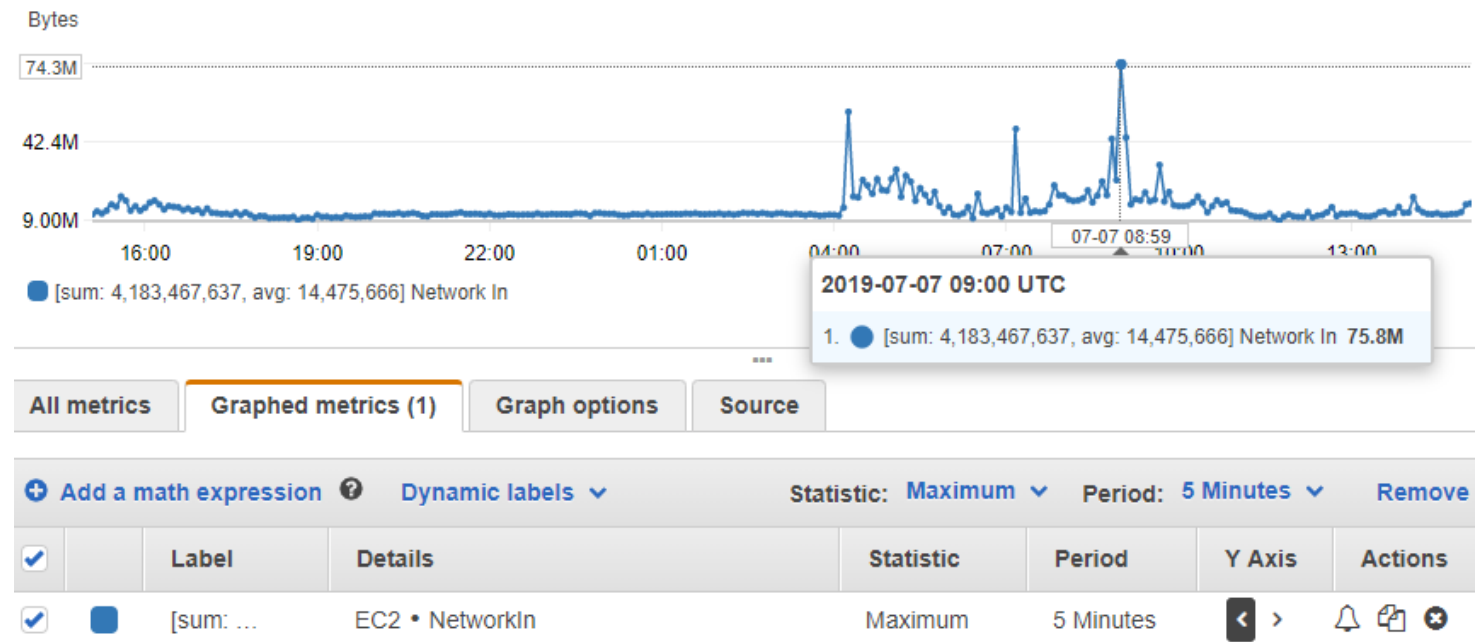 Bytes
74.3M
42.4M
9.00M
07-07 08:59
16:00 19:00 22:00 01:00 04:00 07:00 10:00 13:00
[sum: 4,183,467,637, avg: 14,475,666] Network In
2019-07-07 09:00 UTC
1. [sum: 4,183,467,637, avg: 14,475,666] Network In 75.8M
All metrics Graphed metrics (1) Graph options Source
Add a math expression ? Dynamic labels Statistic: Maximum Period: 5 Minutes Remove
Label Details Statistic Period Y Axis Actions
[sum: … EC2 • NetworkIn Maximum 5 Minutes < >